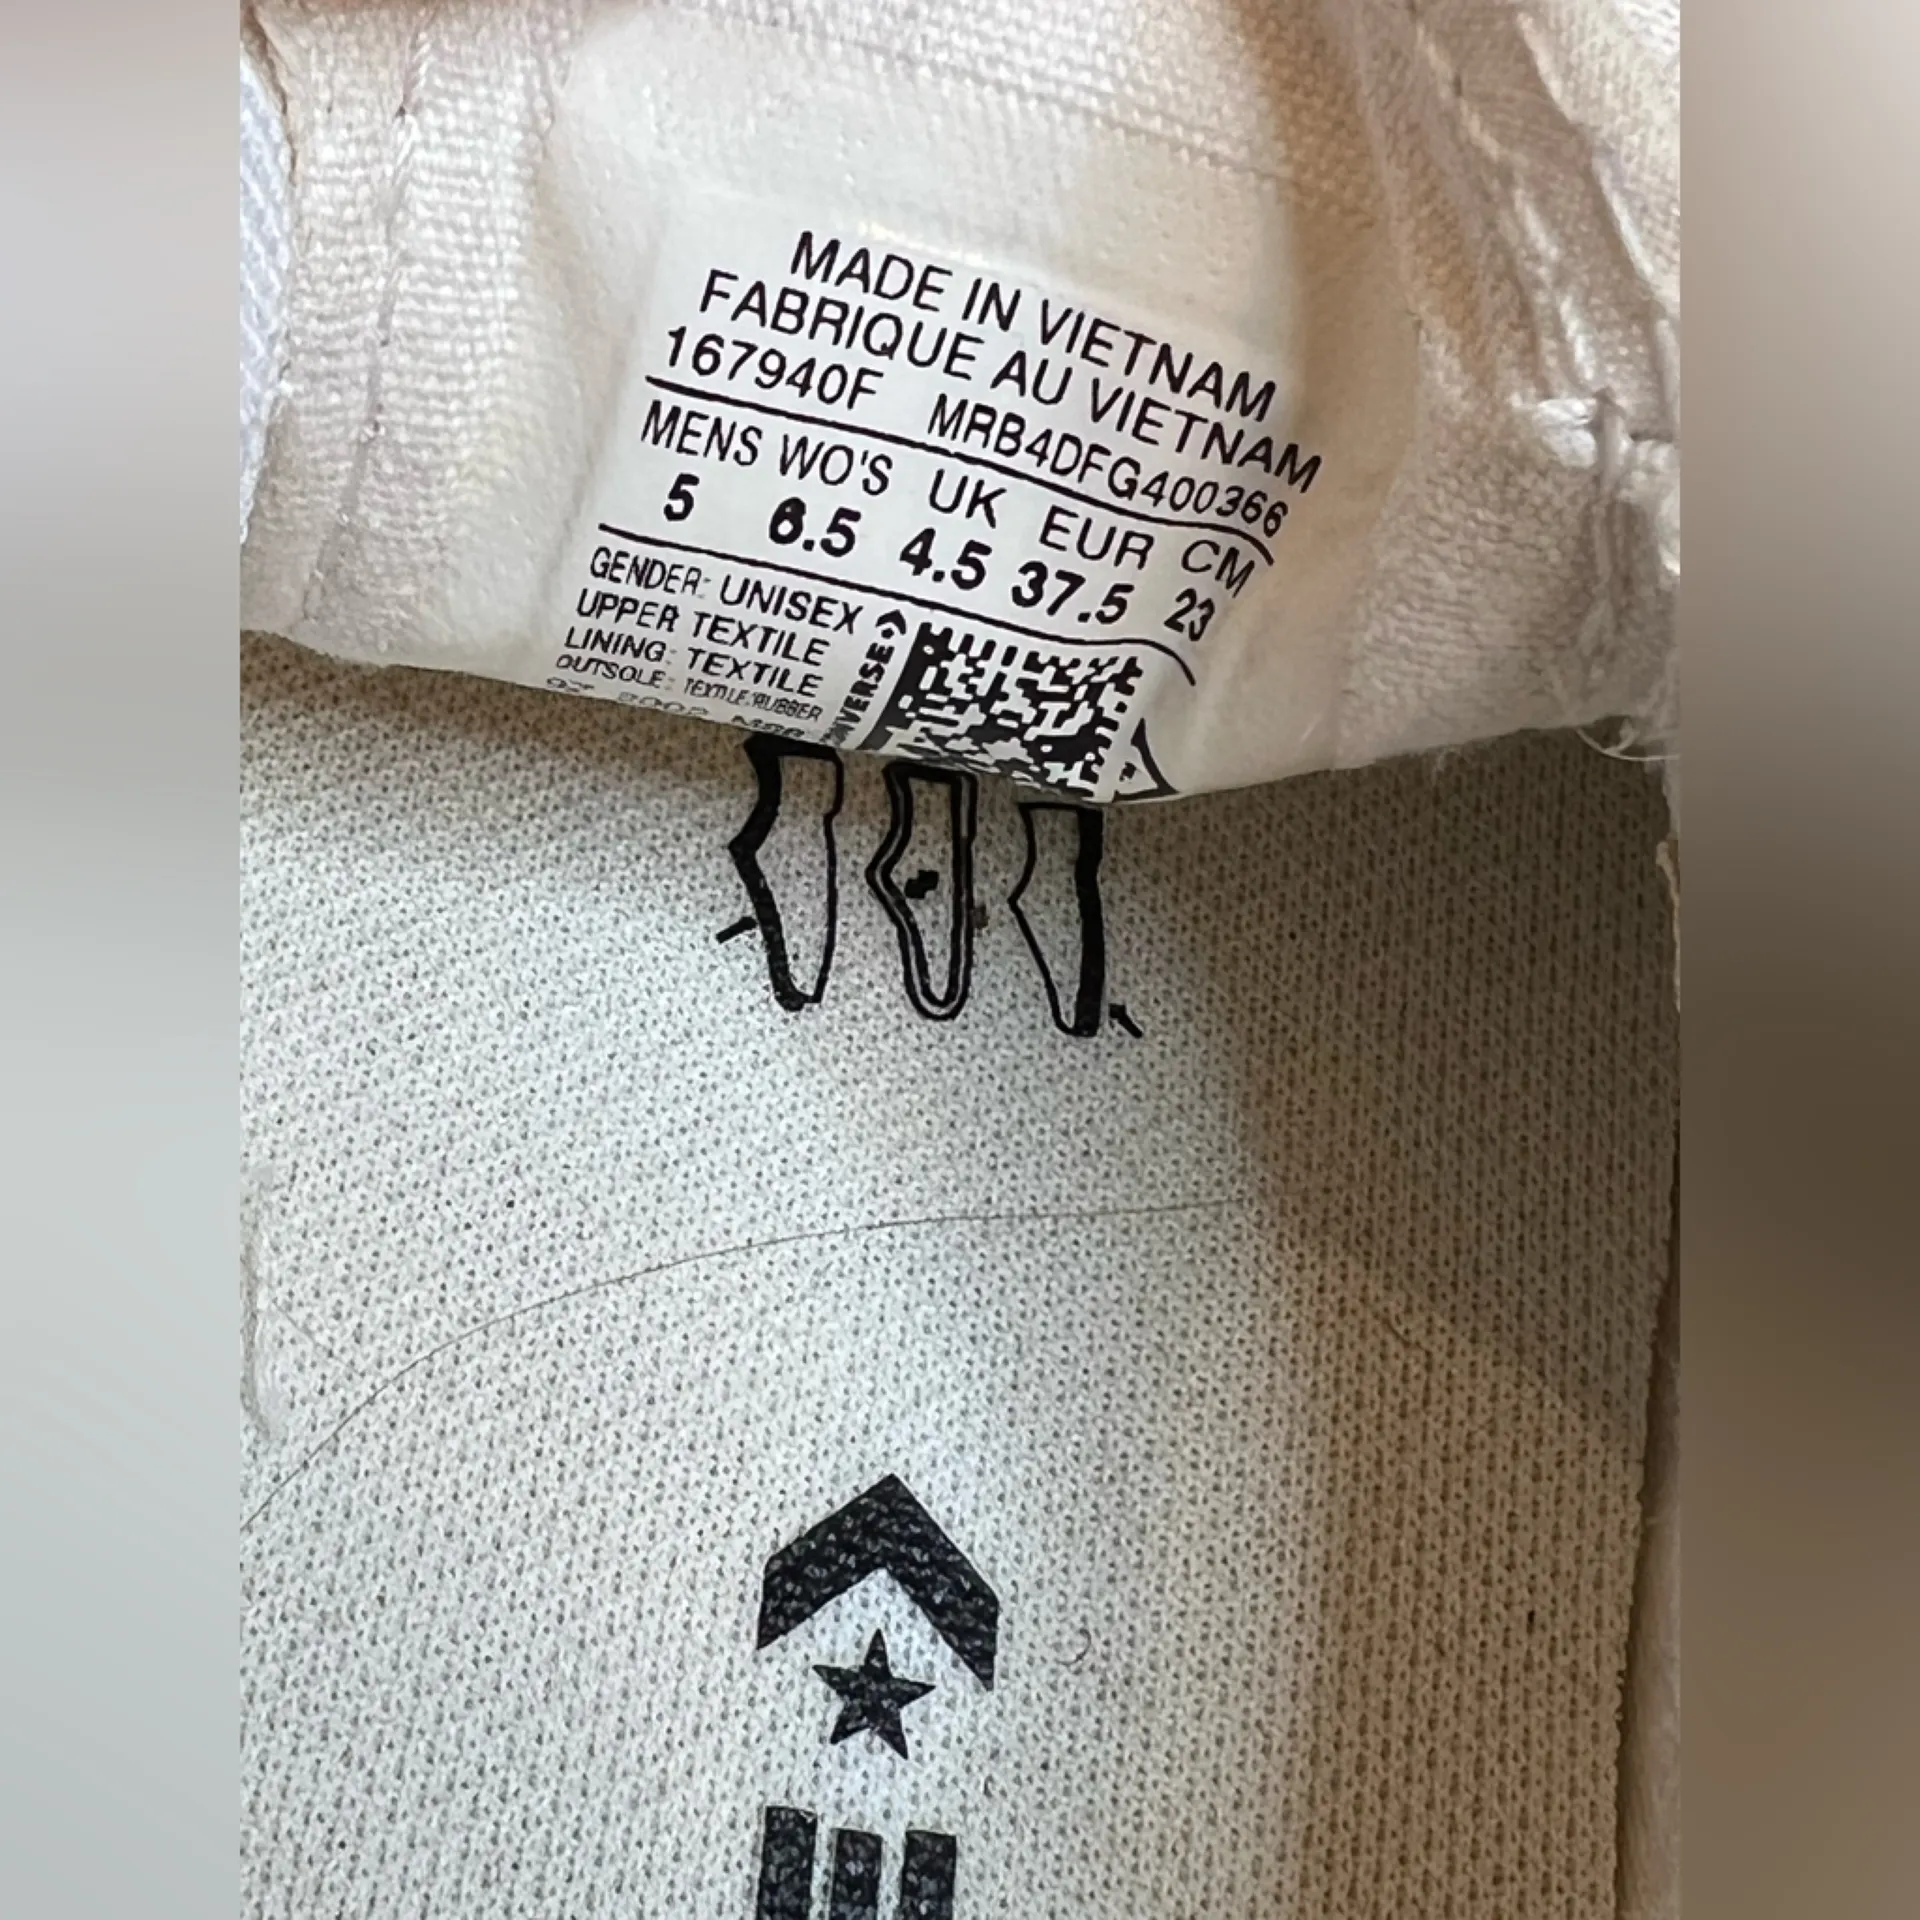 MADE IN VIETNAM
FABRIQUE AU VIETNAM
167940F MRB4DFG400366
MENS WO'S UK EUR CM
5 6.5 4.5 37.5 23
GENDER: UNISEX
UPPER TEXTILE
LINING: TEXTILE
OUTSOLE: TEXTILE/RUBBER